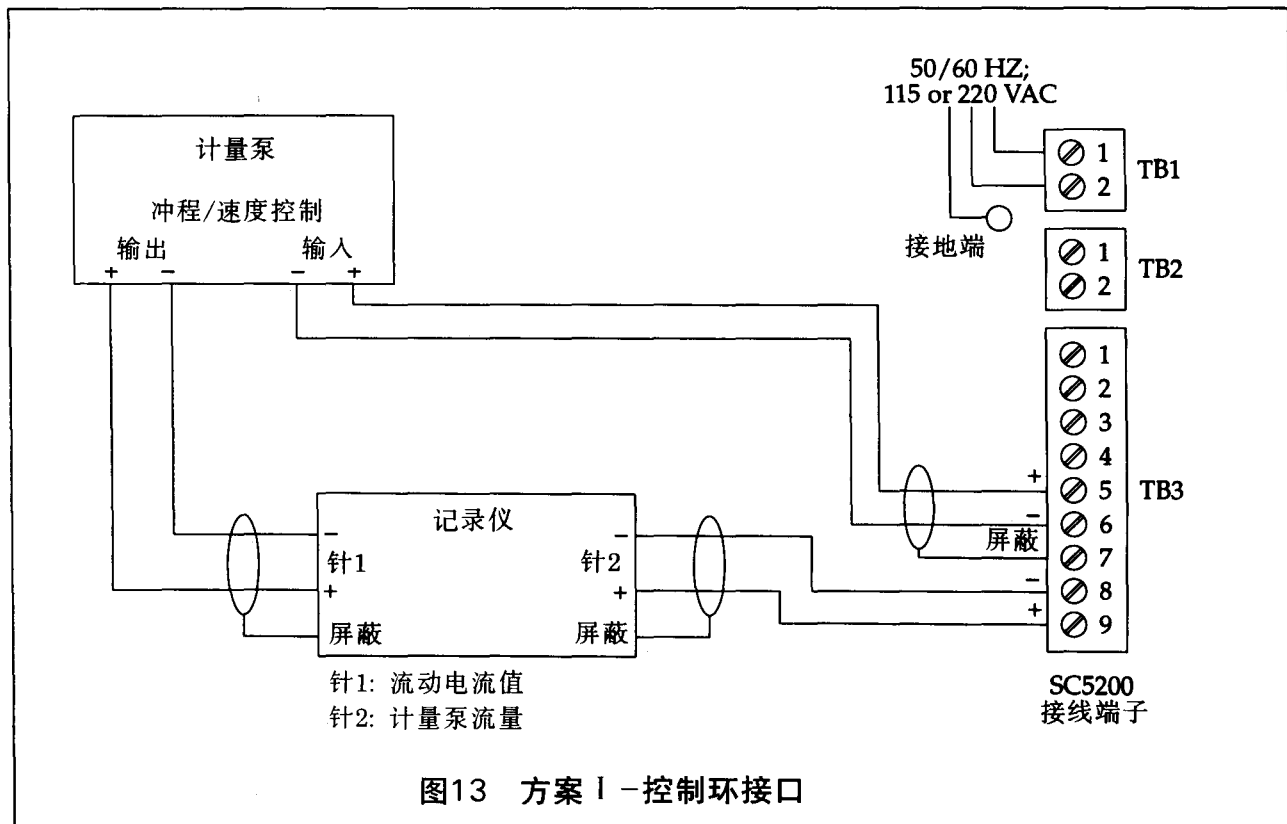 50/60 HZ;
115 or 220 VAC
1
2
TB1
接地端
1
2
TB2
计量泵
冲程/速度控制
输出 输入
+ − − +
1
2
3
4
+ 5
− 6
屏蔽 7
− 8
+ 9
TB3
SC5200
接线端子
记录仪
− −
针1 针2
+ +
屏蔽 屏蔽
针1: 流动电流值
针2: 计量泵流量
图13 方案Ⅰ-控制环接口